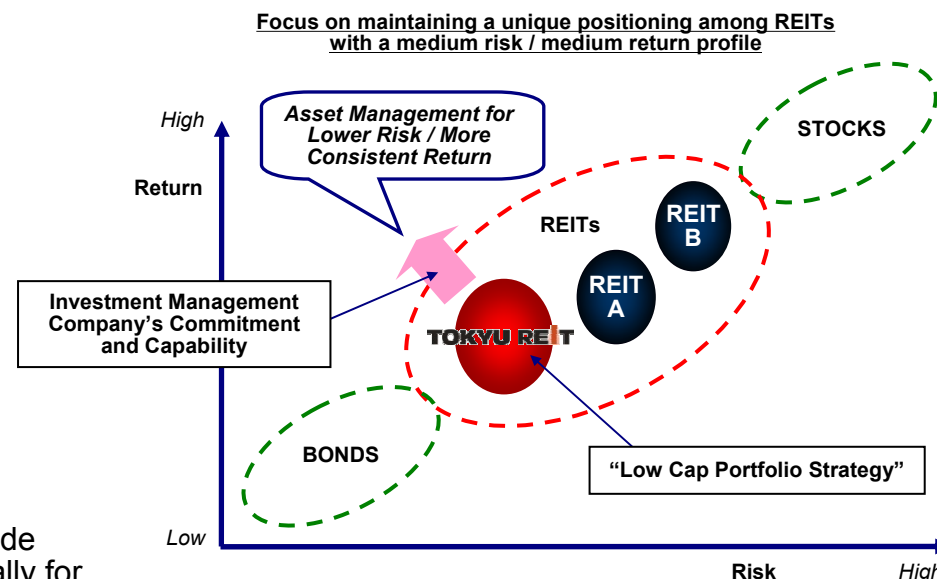 Focus on maintaining a unique positioning among REITs
with a medium risk / medium return profile
High
Return
Asset Management for
Lower Risk / More
Consistent Return
STOCKS
REITs
REIT
B
REIT
A
Investment Management
Company's Commitment
and Capability
TOKYU REIT
BONDS
"Low Cap Portfolio Strategy"
Low
de
ally for
Risk
High